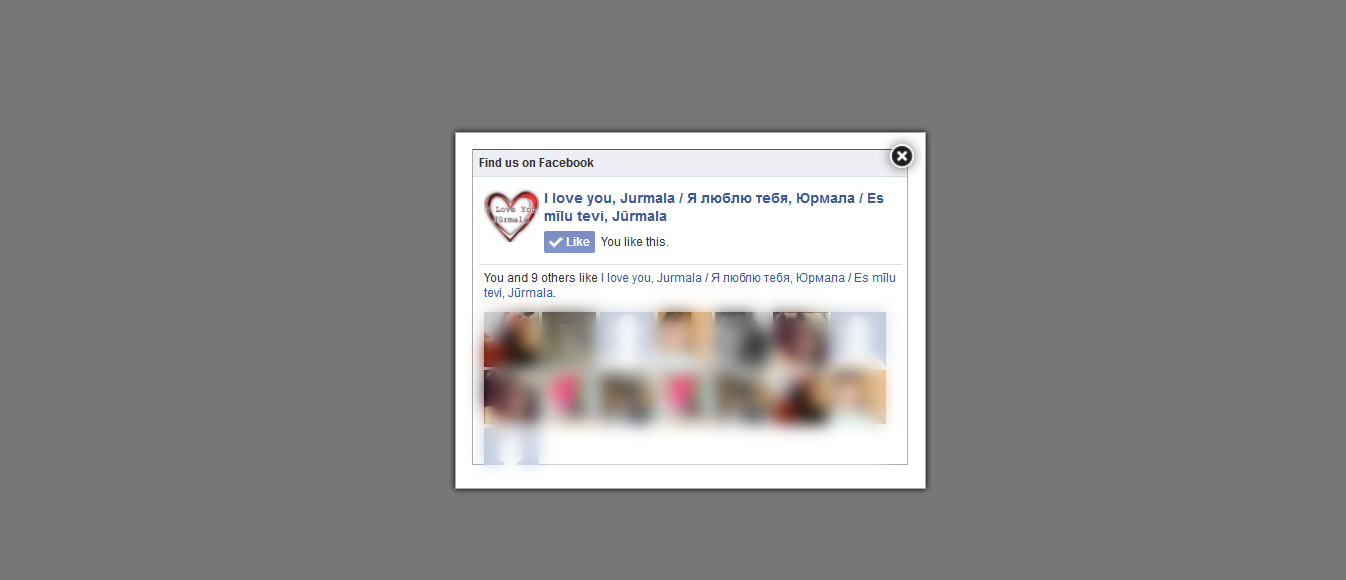 Find us on Facebook
I Love You
Jūrmala
I love you, Jurmala / Я люблю тебя, Юрмала / Es
mīlu tevi, Jūrmala
Like You like this.
You and 9 others like I love you, Jurmala / Я люблю тебя, Юрмала / Es mīlu
tevi, Jūrmala.